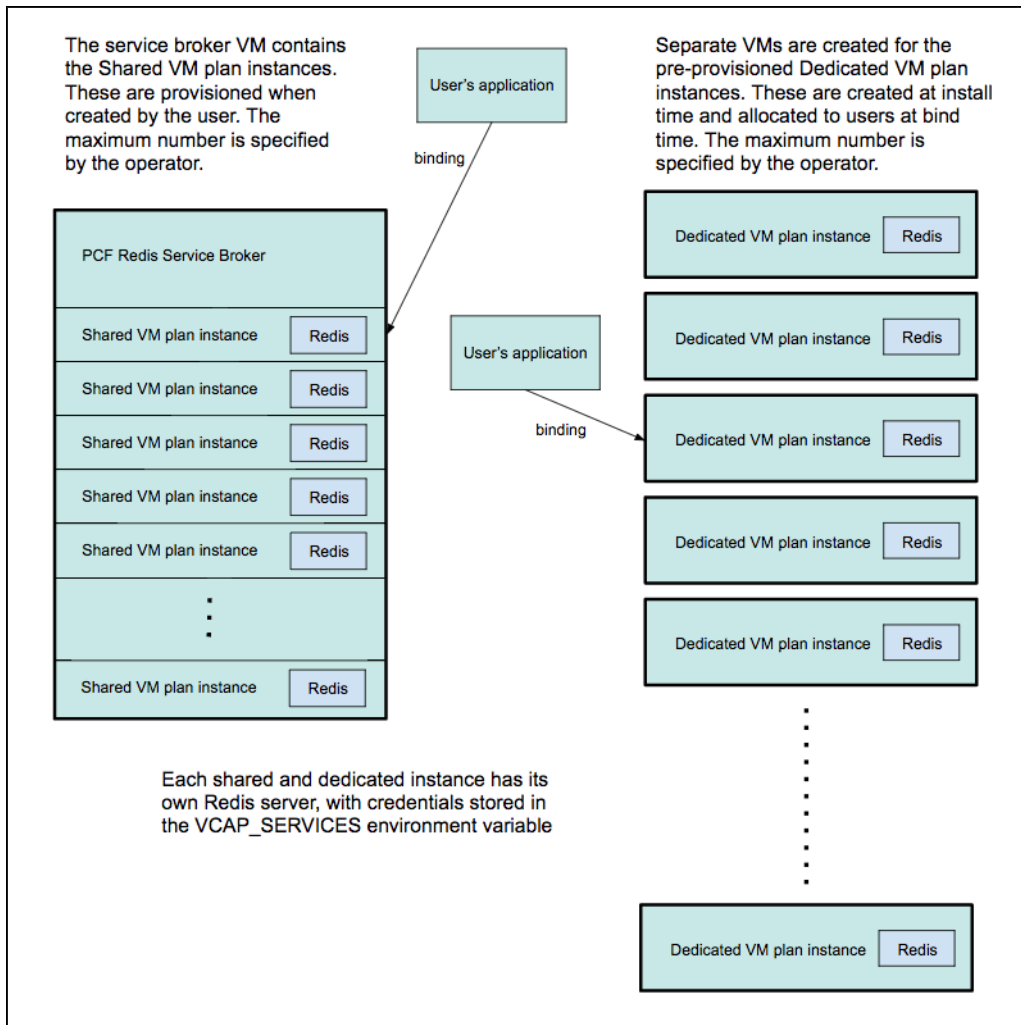 The service broker VM contains
the Shared VM plan instances.
These are provisioned when
created by the user. The
maximum number is specified
by the operator.
User's application
binding
Separate VMs are created for the
pre-provisioned Dedicated VM plan
instances. These are created at install
time and allocated to users at bind
time. The maximum number is
specified by the operator.
PCF Redis Service Broker
Shared VM plan instance Redis
Shared VM plan instance Redis
Shared VM plan instance Redis
Shared VM plan instance Redis
Shared VM plan instance Redis
Shared VM plan instance Redis
User's application
binding
Dedicated VM plan instance Redis
Dedicated VM plan instance Redis
Dedicated VM plan instance Redis
Dedicated VM plan instance Redis
Dedicated VM plan instance Redis
Dedicated VM plan instance Redis
Each shared and dedicated instance has its
own Redis server, with credentials stored in
the VCAP_SERVICES environment variable